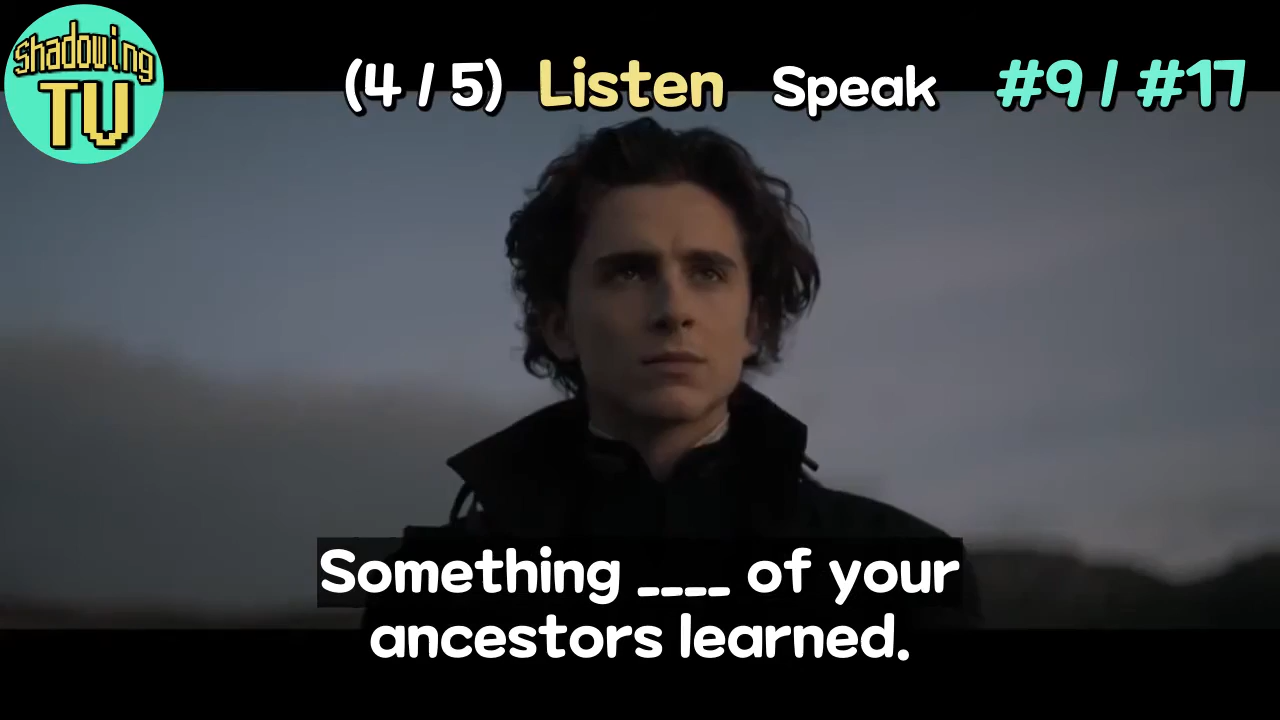 Shadowing
TV
(4 / 5) Listen Speak #9 / #17
Something ____ of your
ancestors learned.